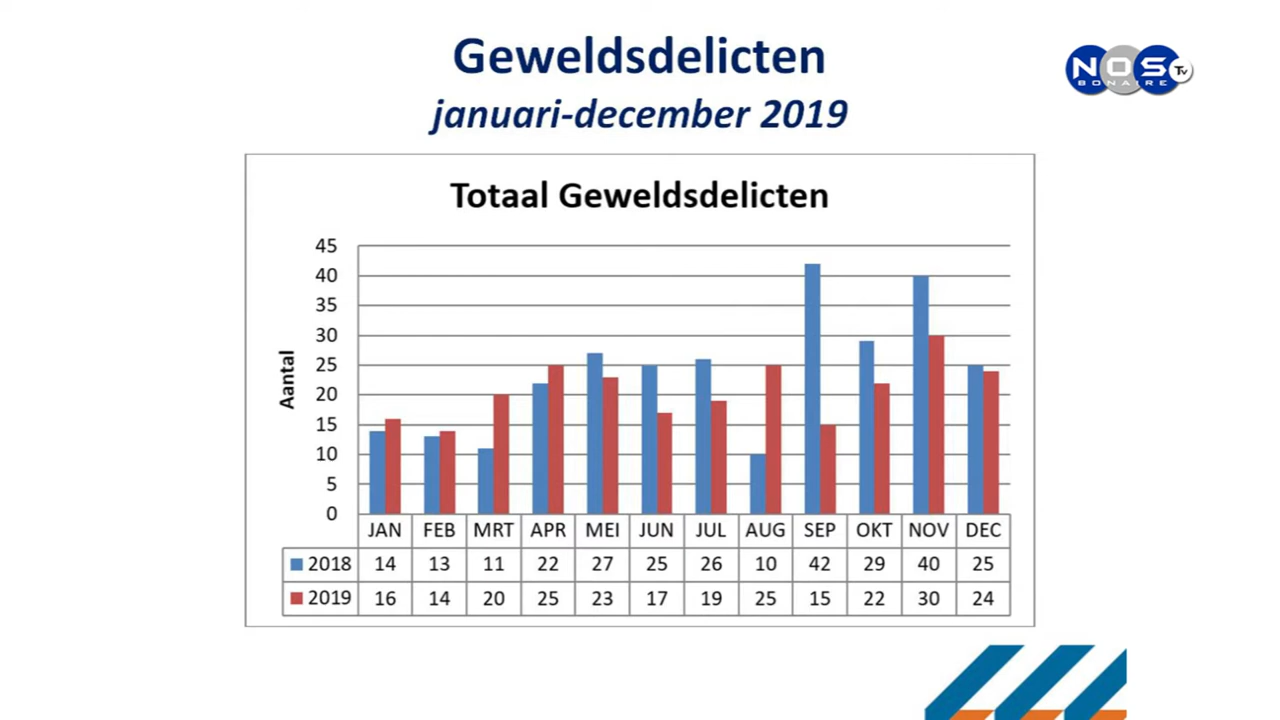 Geweldsdelicten
januari-december 2019
NOS Tv
BONAIRE
Totaal Geweldsdelicten
Aantal
45
40
35
30
25
20
15
10
5
0
JAN FEB MRT APR MEI JUN JUL AUG SEP OKT NOV DEC
2018 14 13 11 22 27 25 26 10 42 29 40 25
2019 16 14 20 25 23 17 19 25 15 22 30 24